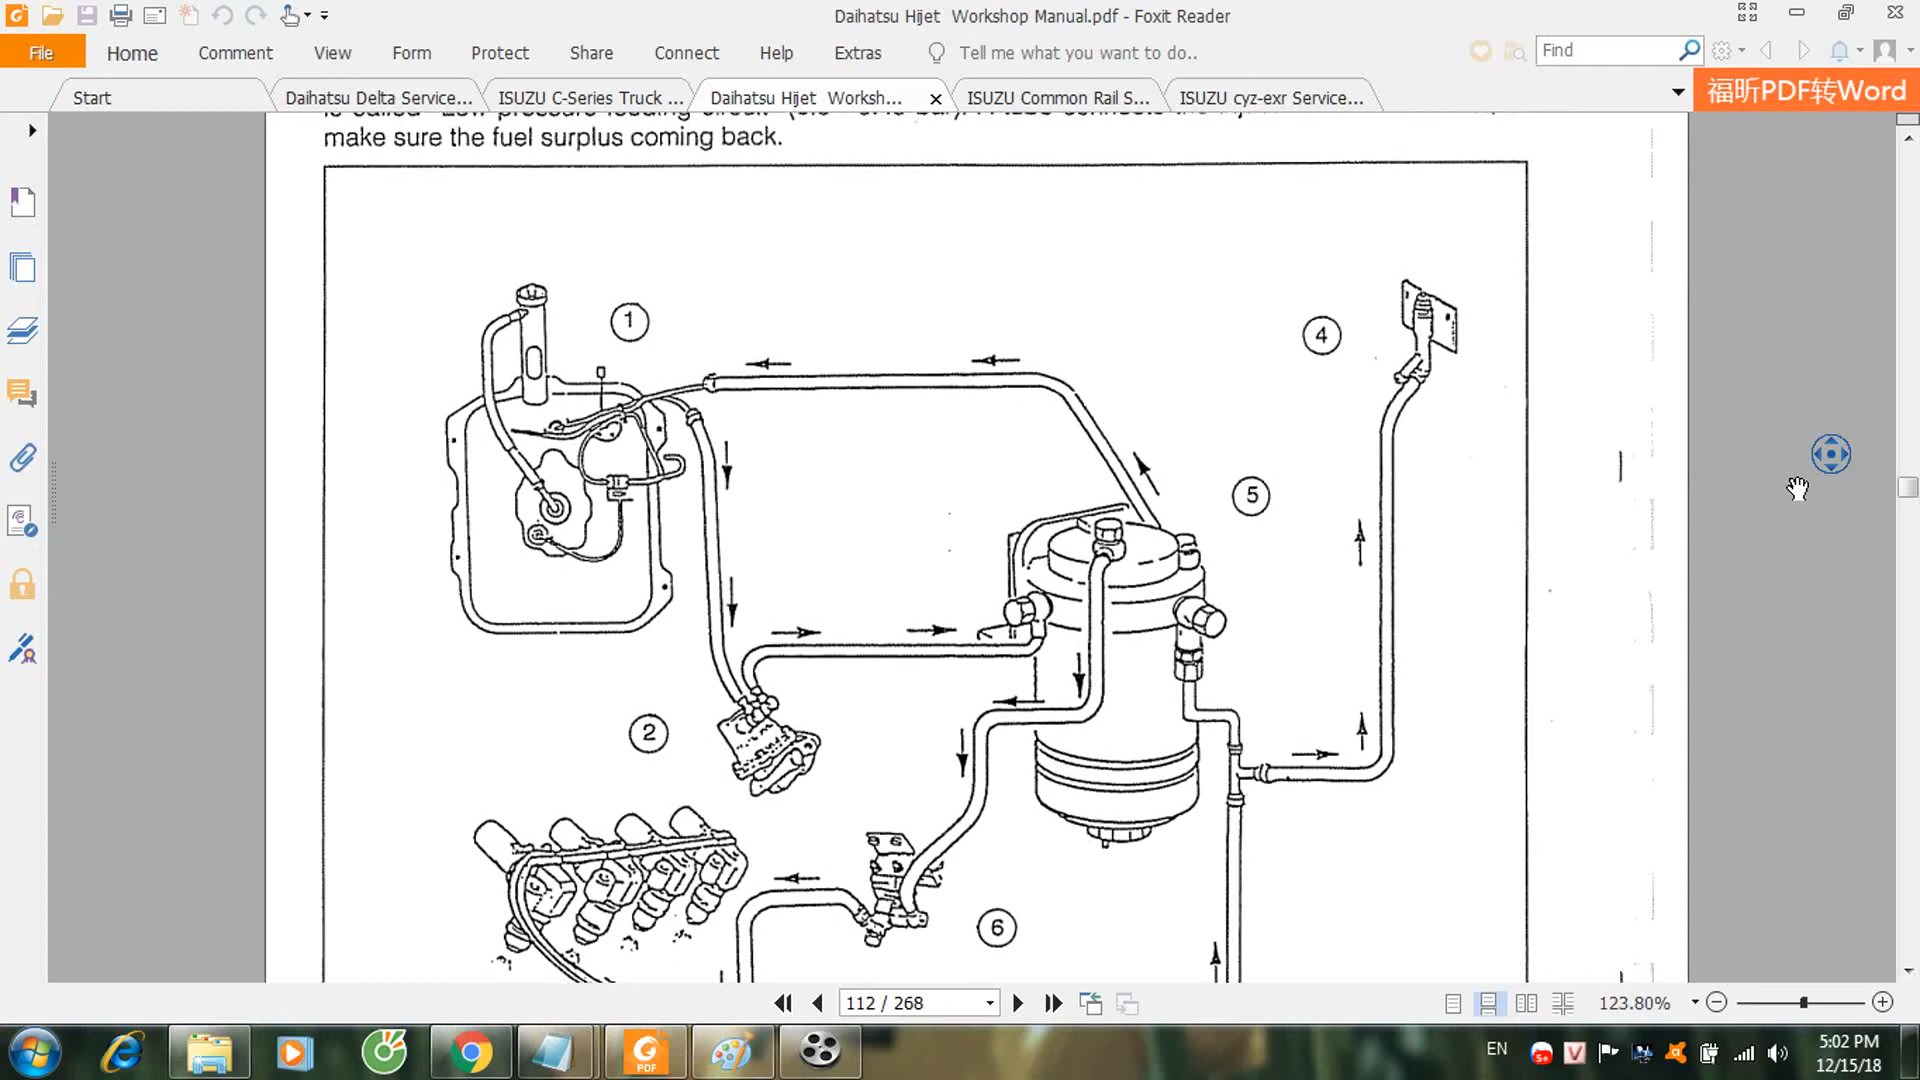 Daihatsu Hijet Workshop Manual.pdf - Foxit Reader
File Home Comment View Form Protect Share Connect Help Extras Tell me what you want to do.. Find
Start Daihatsu Delta Service... ISUZU C-Series Truck ... Daihatsu Hijet Worksh... ISUZU Common Rail S... ISUZU cyz-exr Service... 福昕PDF转Word
make sure the fuel surplus coming back.
1
4
5
2
6
112 / 268
123.80%
PDF
EN
5:02 PM
12/15/18